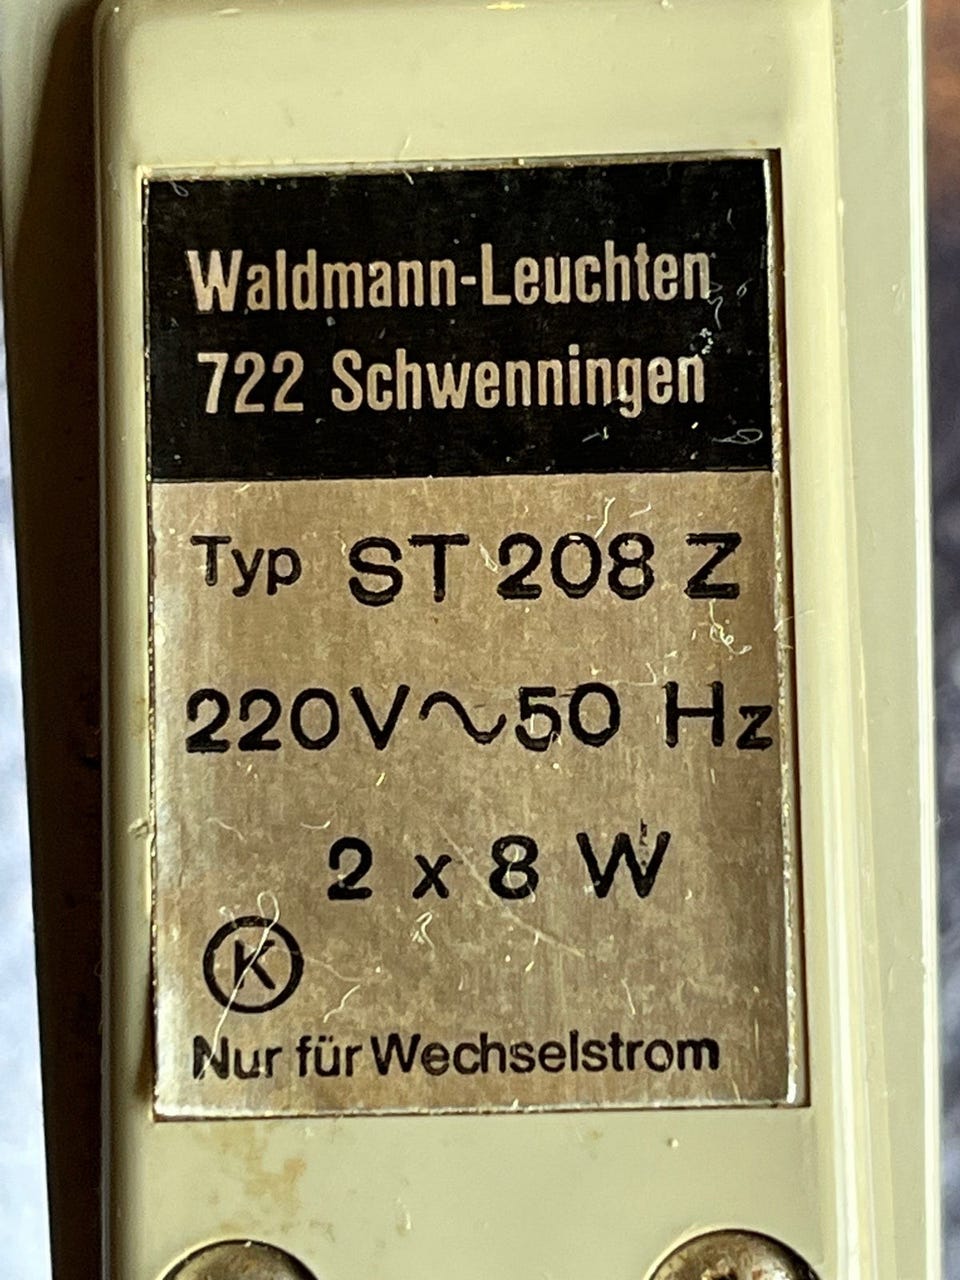 Waldmann-Leuchten
722 Schwenningen
Typ ST 208 Z
220V~50 Hz
2 x 8 W
K
Nur für Wechselstrom